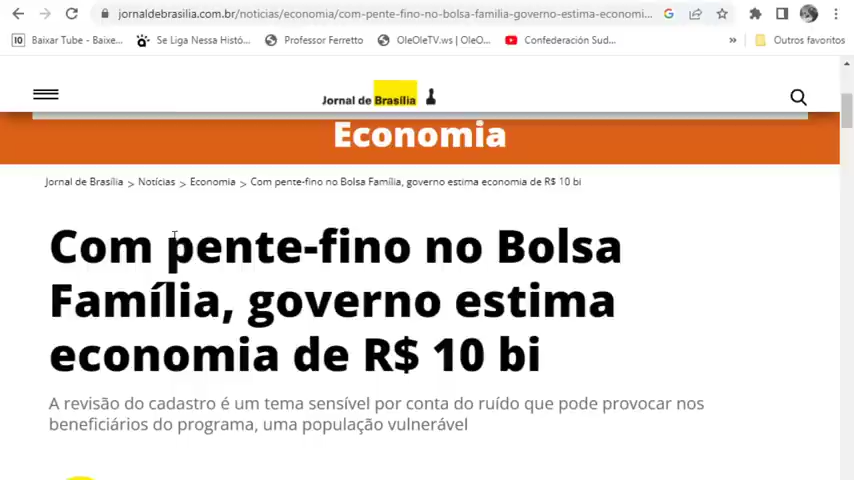 jornaldebrasilia.com.br/noticias/economia/com-pente-fino-no-bolsa-familia-governo-estima-economi...
Baixar Tube - Baixe...
Se Liga Nessa Histó...
Professor Ferretto
OleOleTV.ws | OleO...
Confederación Sud...
»
Outros favoritos
Jornal de Brasília
Economia
Jornal de Brasília > Notícias > Economia > Com pente-fino no Bolsa Família, governo estima economia de R$ 10 bi
Com pente-fino no Bolsa
Família, governo estima
economia de R$ 10 bi
A revisão do cadastro é um tema sensível por conta do ruído que pode provocar nos
beneficiários do programa, uma população vulnerável